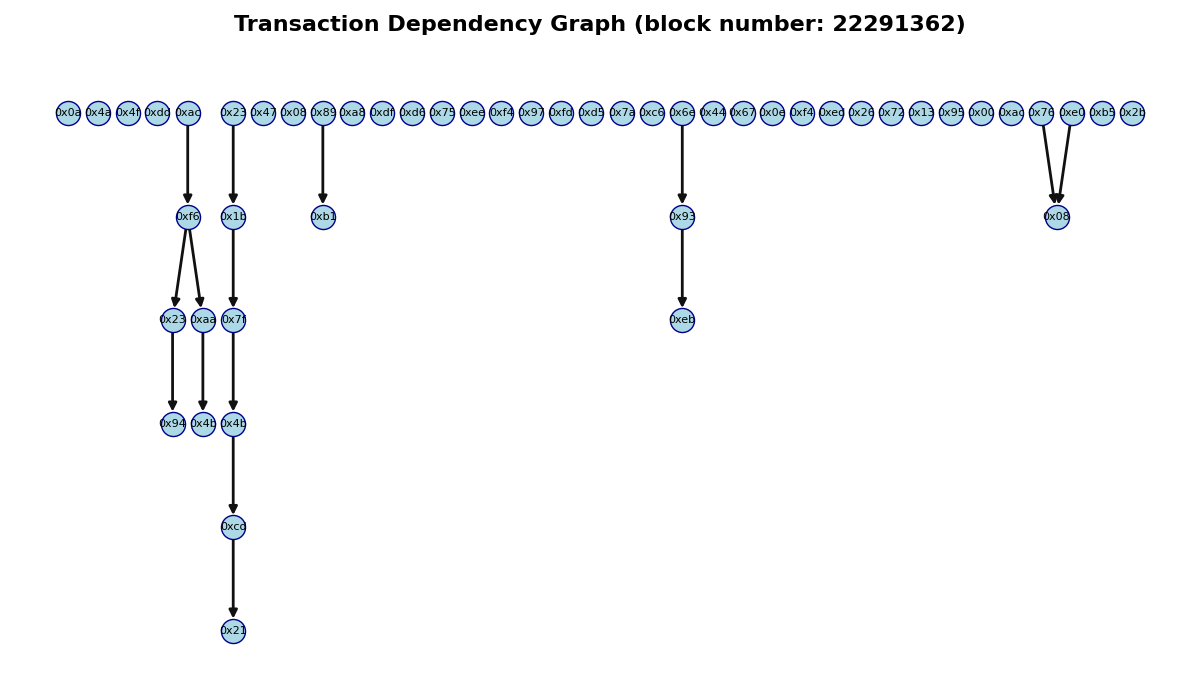 Transaction Dependency Graph (block number: 22291362)
0x0a 0x4a 0x4f 0xdd 0xac 0x23 0x47 0x08 0x89 0xa8 0xdf 0xd6 0x75 0xee 0xf4 0x97 0xfd 0xd5 0x7a 0xc6 0x6e 0x44 0x67 0x0e 0xf4 0xed 0x26 0x72 0x13 0x95 0x00 0xad 0x76 0xe0 0xb5 0x2b
0xf6 0x1b 0xb1 0x93 0x08
0x23 0xaa 0x7f 0xeb
0x94 0x4b 0x4b
0xcd
0x21